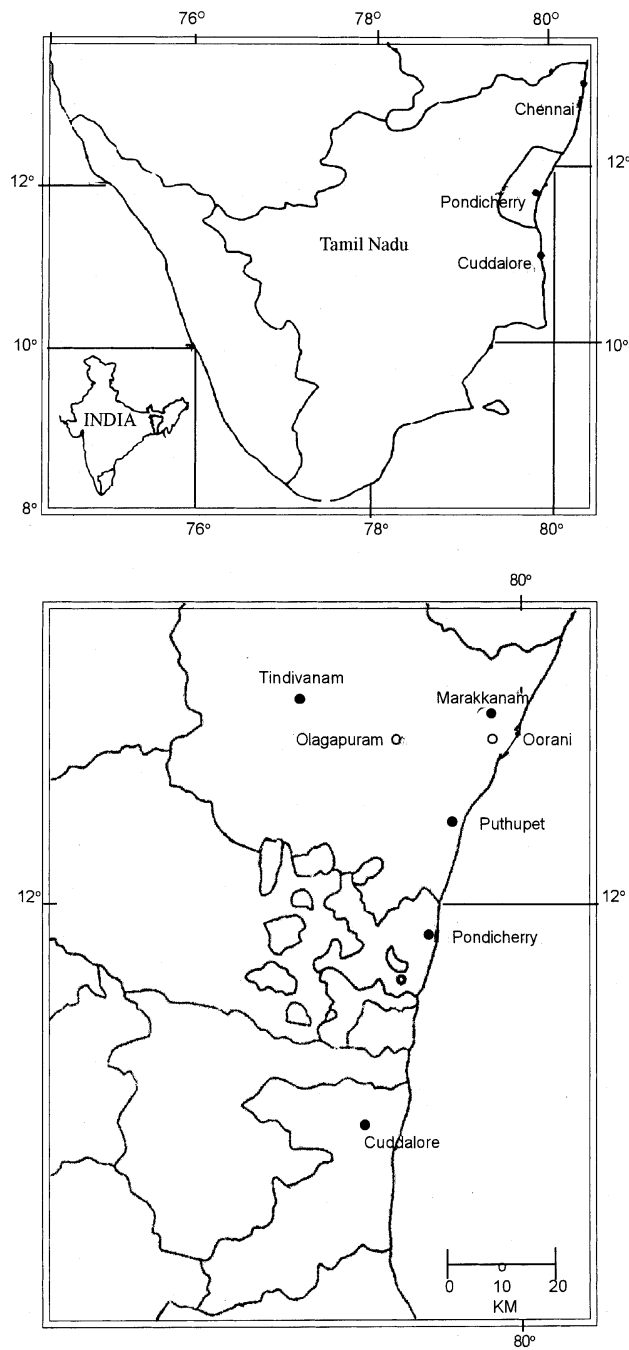 76° 78° 80°
Chennai
12°
12°
Pondicherry
Tamil Nadu
Cuddalore
10°
10°
INDIA
8°
76° 78° 80°
80°
Tindivanam
Marakkanam
Olagapuram
Oorani
Puthupet
12°
12°
Pondicherry
Cuddalore
0 10 20
KM
80°